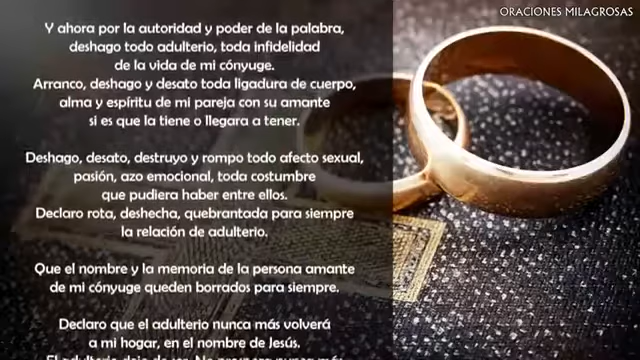 ORACIONES MILAGROSAS
Y ahora por la autoridad y poder de la palabra,
deshago todo adulterio, toda infidelidad
de la vida de mi cónyuge.
Arranco, deshago y desato toda ligadura de cuerpo,
alma y espíritu de mi pareja con su amante
si es que la tiene o llegara a tener.
Deshago, desato, destruyo y rompo todo afecto sexual,
pasión, azo emocional, toda costumbre
que pudiera haber entre ellos.
Declaro rota, deshecha, quebrantada para siempre
la relación de adulterio.
Que el nombre y la memoria de la persona amante
de mi cónyuge queden borrados para siempre.
Declaro que el adulterio nunca más volverá
a mi hogar, en el nombre de Jesús.